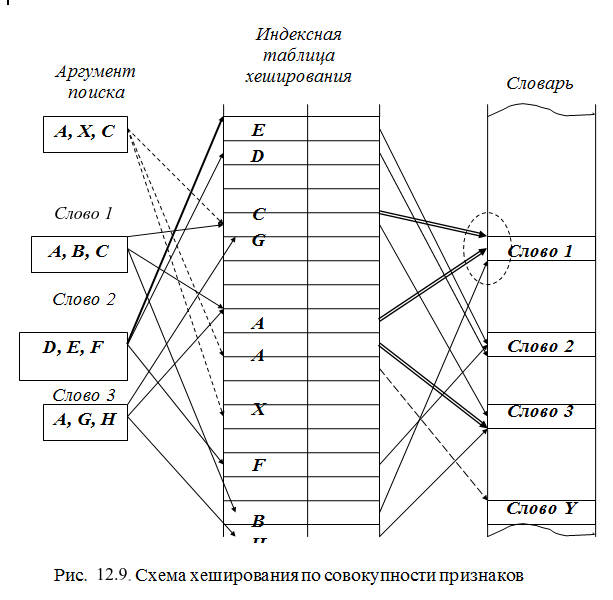 Индексная
таблица
хеширования
Аргумент
поиска
Словарь
A, X, C
Слово 1
A, B, C
Слово 2
D, E, F
Слово 3
A, G, H
E
D
C
G
A
A
X
F
B
Слово 1
Слово 2
Слово 3
Слово Y
Рис. 12.9. Схема хеширования по совокупности признаков